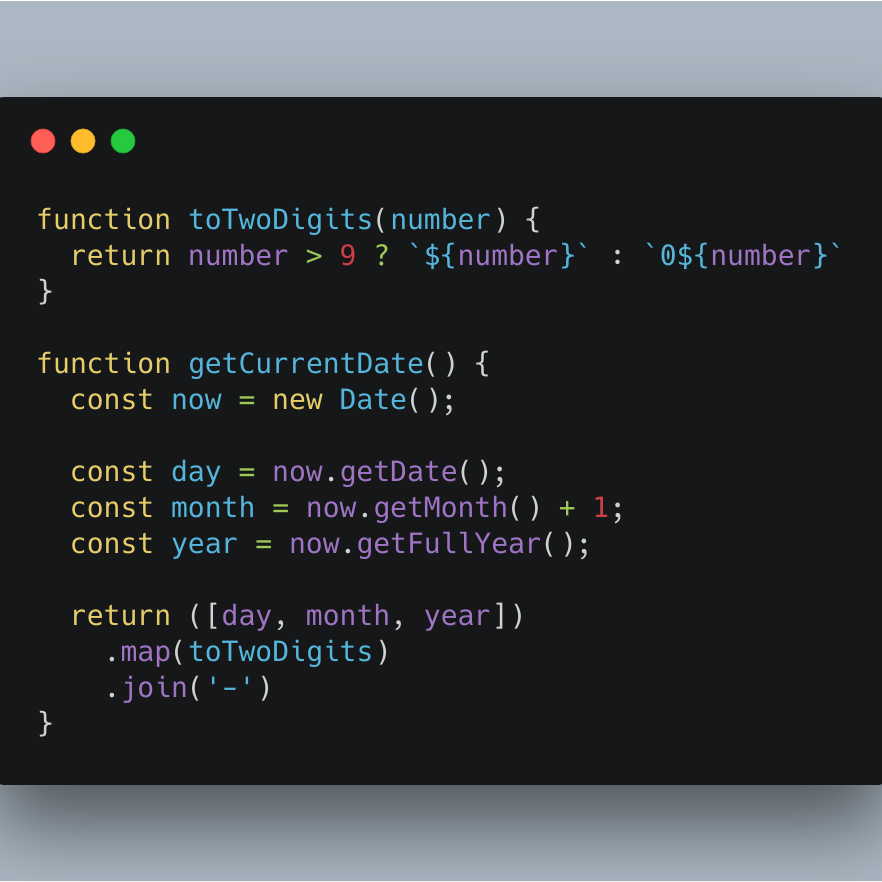 function toTwoDigits(number) {
  return number > 9 ? `${number}` : `0${number}`
}

function getCurrentDate() {
  const now = new Date();

  const day = now.getDate();
  const month = now.getMonth() + 1;
  const year = now.getFullYear();

  return ([day, month, year])
    .map(toTwoDigits)
    .join('-')
}